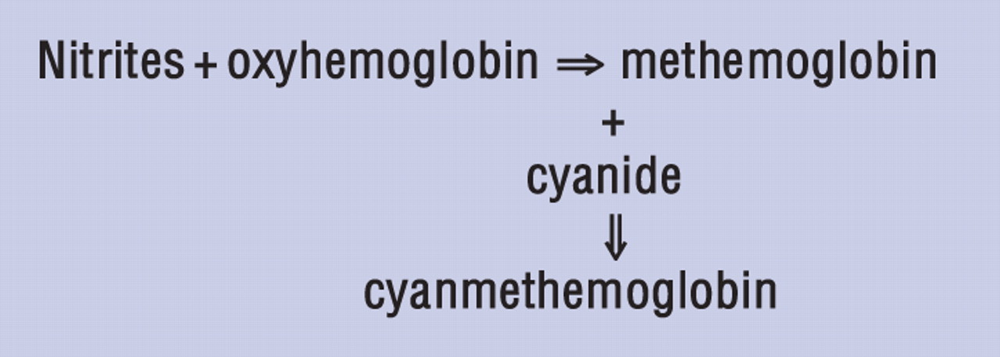 Nitrites + oxyhemoglobin ⇒ methemoglobin
+
cyanide
⇓
cyanmethemoglobin